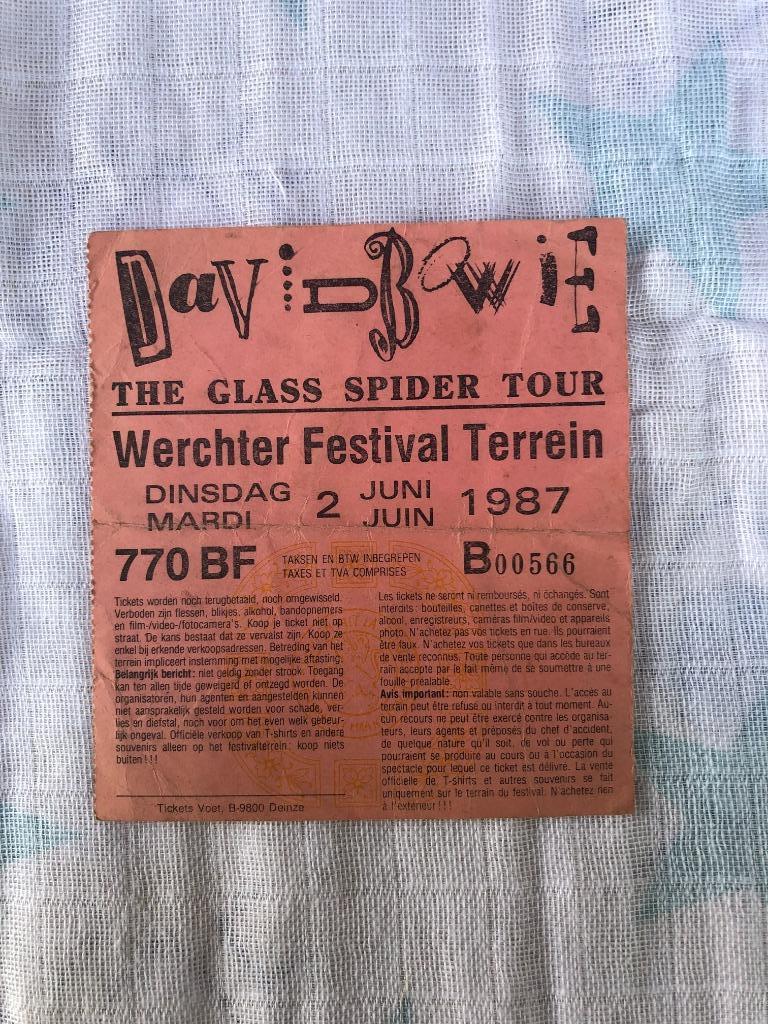 DaViD BoWiE
THE GLASS SPIDER TOUR
Werchter Festival Terrein
DINSDAG 2 JUNI 1987
MARDI JUIN
770 BF TAKSEN EN BTW INBEGREPEN B00566
TAXES ET TVA COMPRISES
Tickets worden noch terugbetaald, noch omgewisseld.
Verboden zijn flessen, blikjes, alkohol, bandopnemers
en film-/video-/fotocamera's. Koop je ticket niet op
straat. De kans bestaat dat ze vervalst zijn. Koop ze
enkel bij erkende verkoopsadressen. Betreding van het
terrein impliceert instemming met mogelijke aftasting.
Belangrijk bericht: niet geldig zonder strook. Toegang
kan ten allen tijde geweigerd of ontzegd worden. De
organisatoren, hun agenten en aangestelden kunnen
niet aansprakelijk gesteld worden voor schade, ver-
lies en diefstal, noch voor om het even welk gebeur-
lijk ongeval. Officiële verkoop van T-shirts en andere
souvenirs alleen op het festivalterrein: koop niets
buiten!!!
Tickets Voet, B-9800 Deinze
Les tickets ne seront ni remboursés, ni échangés. Sont
interdits: bouteilles, canettes et boîtes de conserve,
alcool, enregistreurs, caméras film/video et appareils
photo. N'achetez pas vos tickets en rue. Ils pourraient
être faux. N'achetez vos tickets que dans les bureaux
de vente reconnus. Toute personne qui accède au ter-
rain accepte par le fait même de se soumettre à une
fouille préalable.
Avis important: non valable sans souche. L'accès au
terrain peut être refusé ou interdit à tout moment. Au-
cun recours ne peut être exercé contre les organisa-
teurs, leurs agents et préposés du chef d'accident,
de quelque nature qu'il soit, de vol ou perte qui
pourraient se produire au cours ou à l'occasion du
spectacle pour lequel ce ticket est délivré. La vente
officielle de T-shirts et autres souvenirs se fait
uniquement sur le terrain du festival. N'achetez rien
à l'extérieur!!!